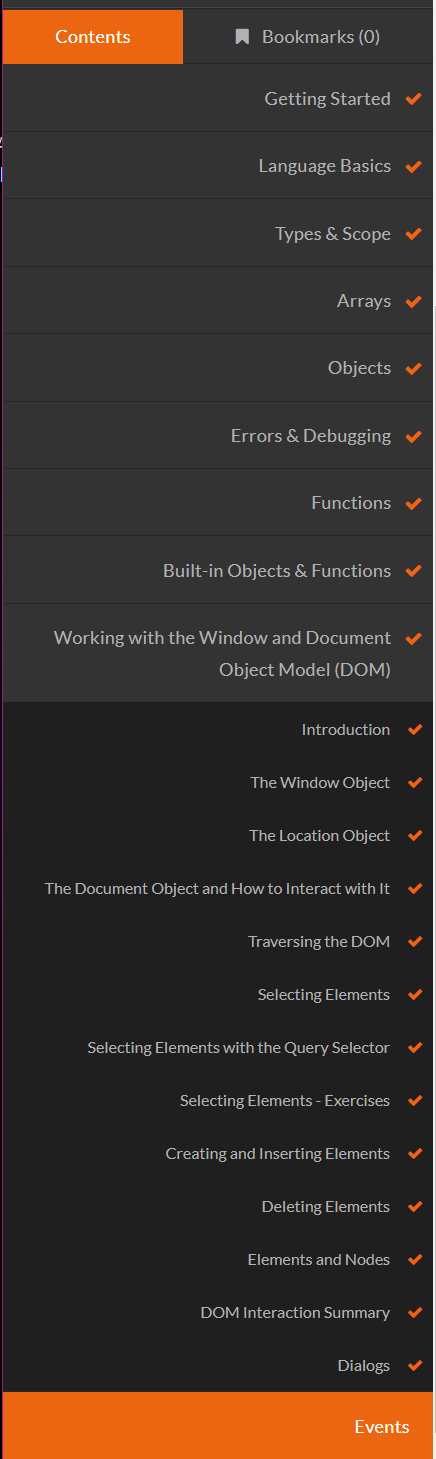 Contents
Bookmarks (0)
Getting Started
Language Basics
Types & Scope
Arrays
Objects
Errors & Debugging
Functions
Built-in Objects & Functions
Working with the Window and Document
Object Model (DOM)
Introduction
The Window Object
The Location Object
The Document Object and How to Interact with It
Traversing the DOM
Selecting Elements
Selecting Elements with the Query Selector
Selecting Elements - Exercises
Creating and Inserting Elements
Deleting Elements
Elements and Nodes
DOM Interaction Summary
Dialogs
Events